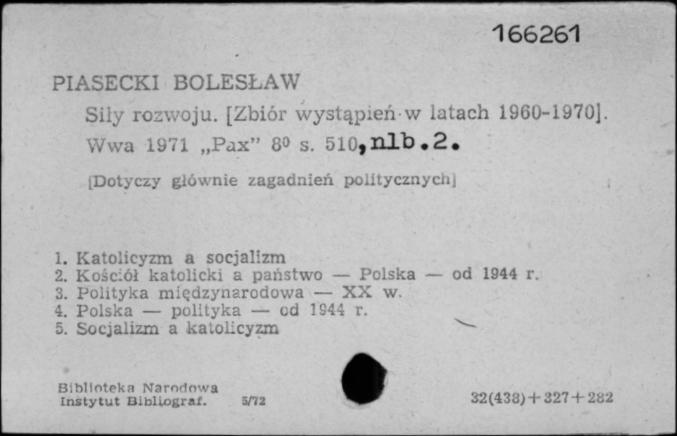 166261
PIASECKI BOLESŁAW
Siły rozwoju. [Zbiór wystąpień w latach 1960-1970].
Wwa 1971 „Pax” 8⁰ s. 510, nlb.2.
[Dotyczy głównie zagadnień politycznych]
1. Katolicyzm a socjalizm
2. Kościół katolicki a państwo — Polska — od 1944 r.
3. Polityka międzynarodowa — XX w.
4. Polska — polityka — od 1944 r.
5. Socjalizm a katolicyzm
Biblioteka Narodowa
Instytut Bibliograf. 5/72
32(438)+327+282